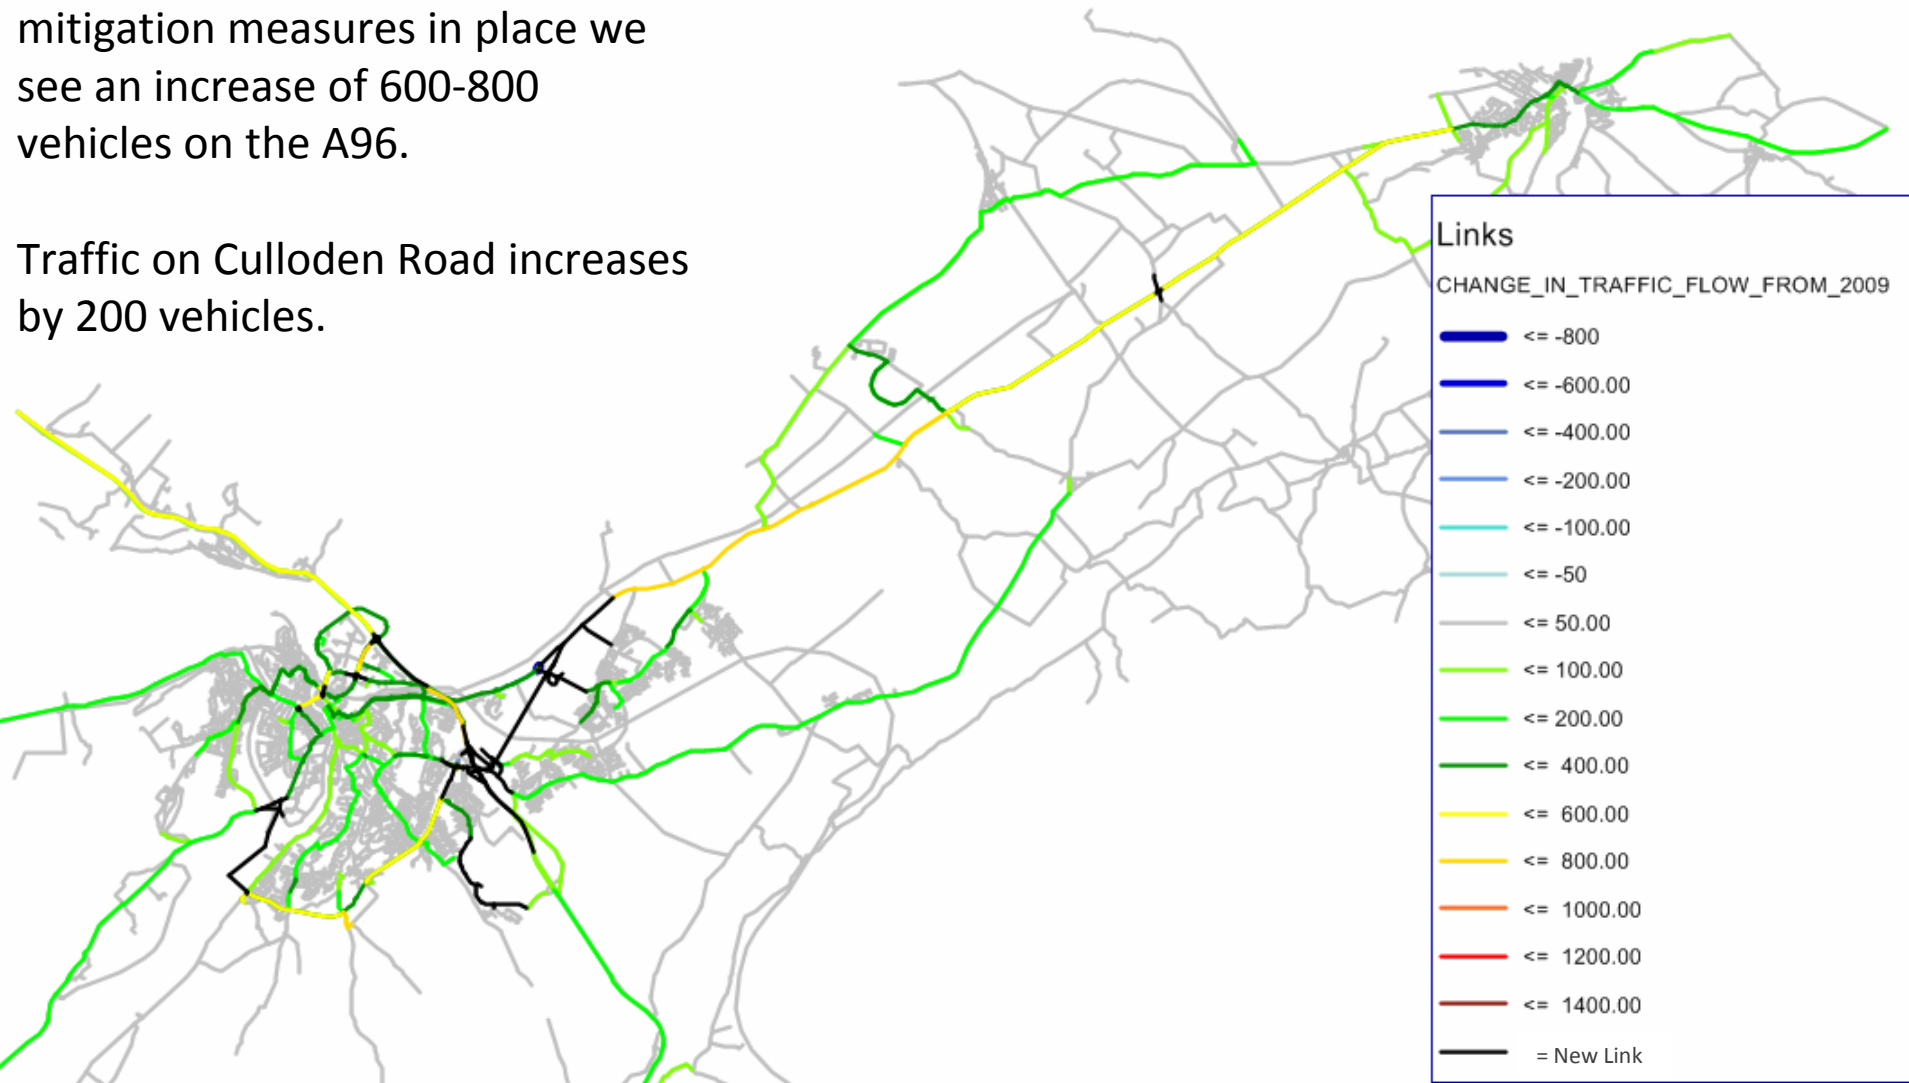 mitigation measures in place we
see an increase of 600-800
vehicles on the A96.
Traffic on Culloden Road increases
by 200 vehicles.
Links
CHANGE_IN_TRAFFIC_FLOW_FROM_2009
<= -800
<= -600.00
<= -400.00
<= -200.00
<= -100.00
<= -50
<= 50.00
<= 100.00
<= 200.00
<= 400.00
<= 600.00
<= 800.00
<= 1000.00
<= 1200.00
<= 1400.00
= New Link